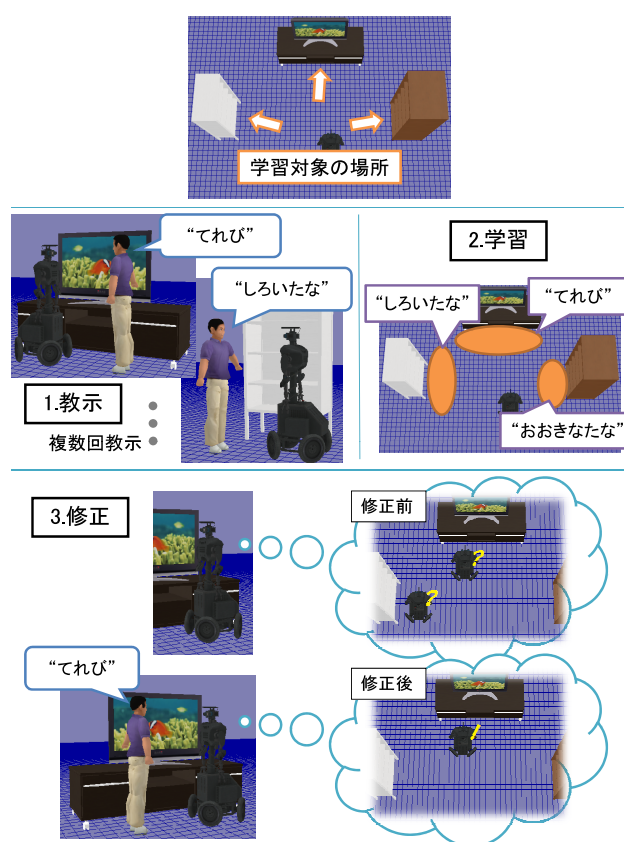 学習対象の場所
“てれび”
“しろいたな”
1.教示
複数回教示
2.学習
“しろいたな”
“てれび”
“おおきなたな”
3.修正
修正前
?
?
“てれび”
修正後
!